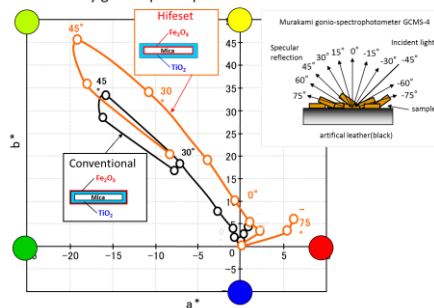 Hifeset
Fe₂O₃
Mica
TiO₂
Murakami gonio-spectrophotometer GCMS-4
Specular
reflection
Incident light
45°
30°
15°
0°
-15°
-30°
-45°
60°
75°
-60°
-75°
sample
artifical leather(black)
45°
30
°
45
°
30°
0°
75
°
Conventional
Fe₂O₃
Mica
TiO₂
b*
45
40
35
30
25
20
15
10
-5
-25
-20
-15
-10
-5
0
5
a*